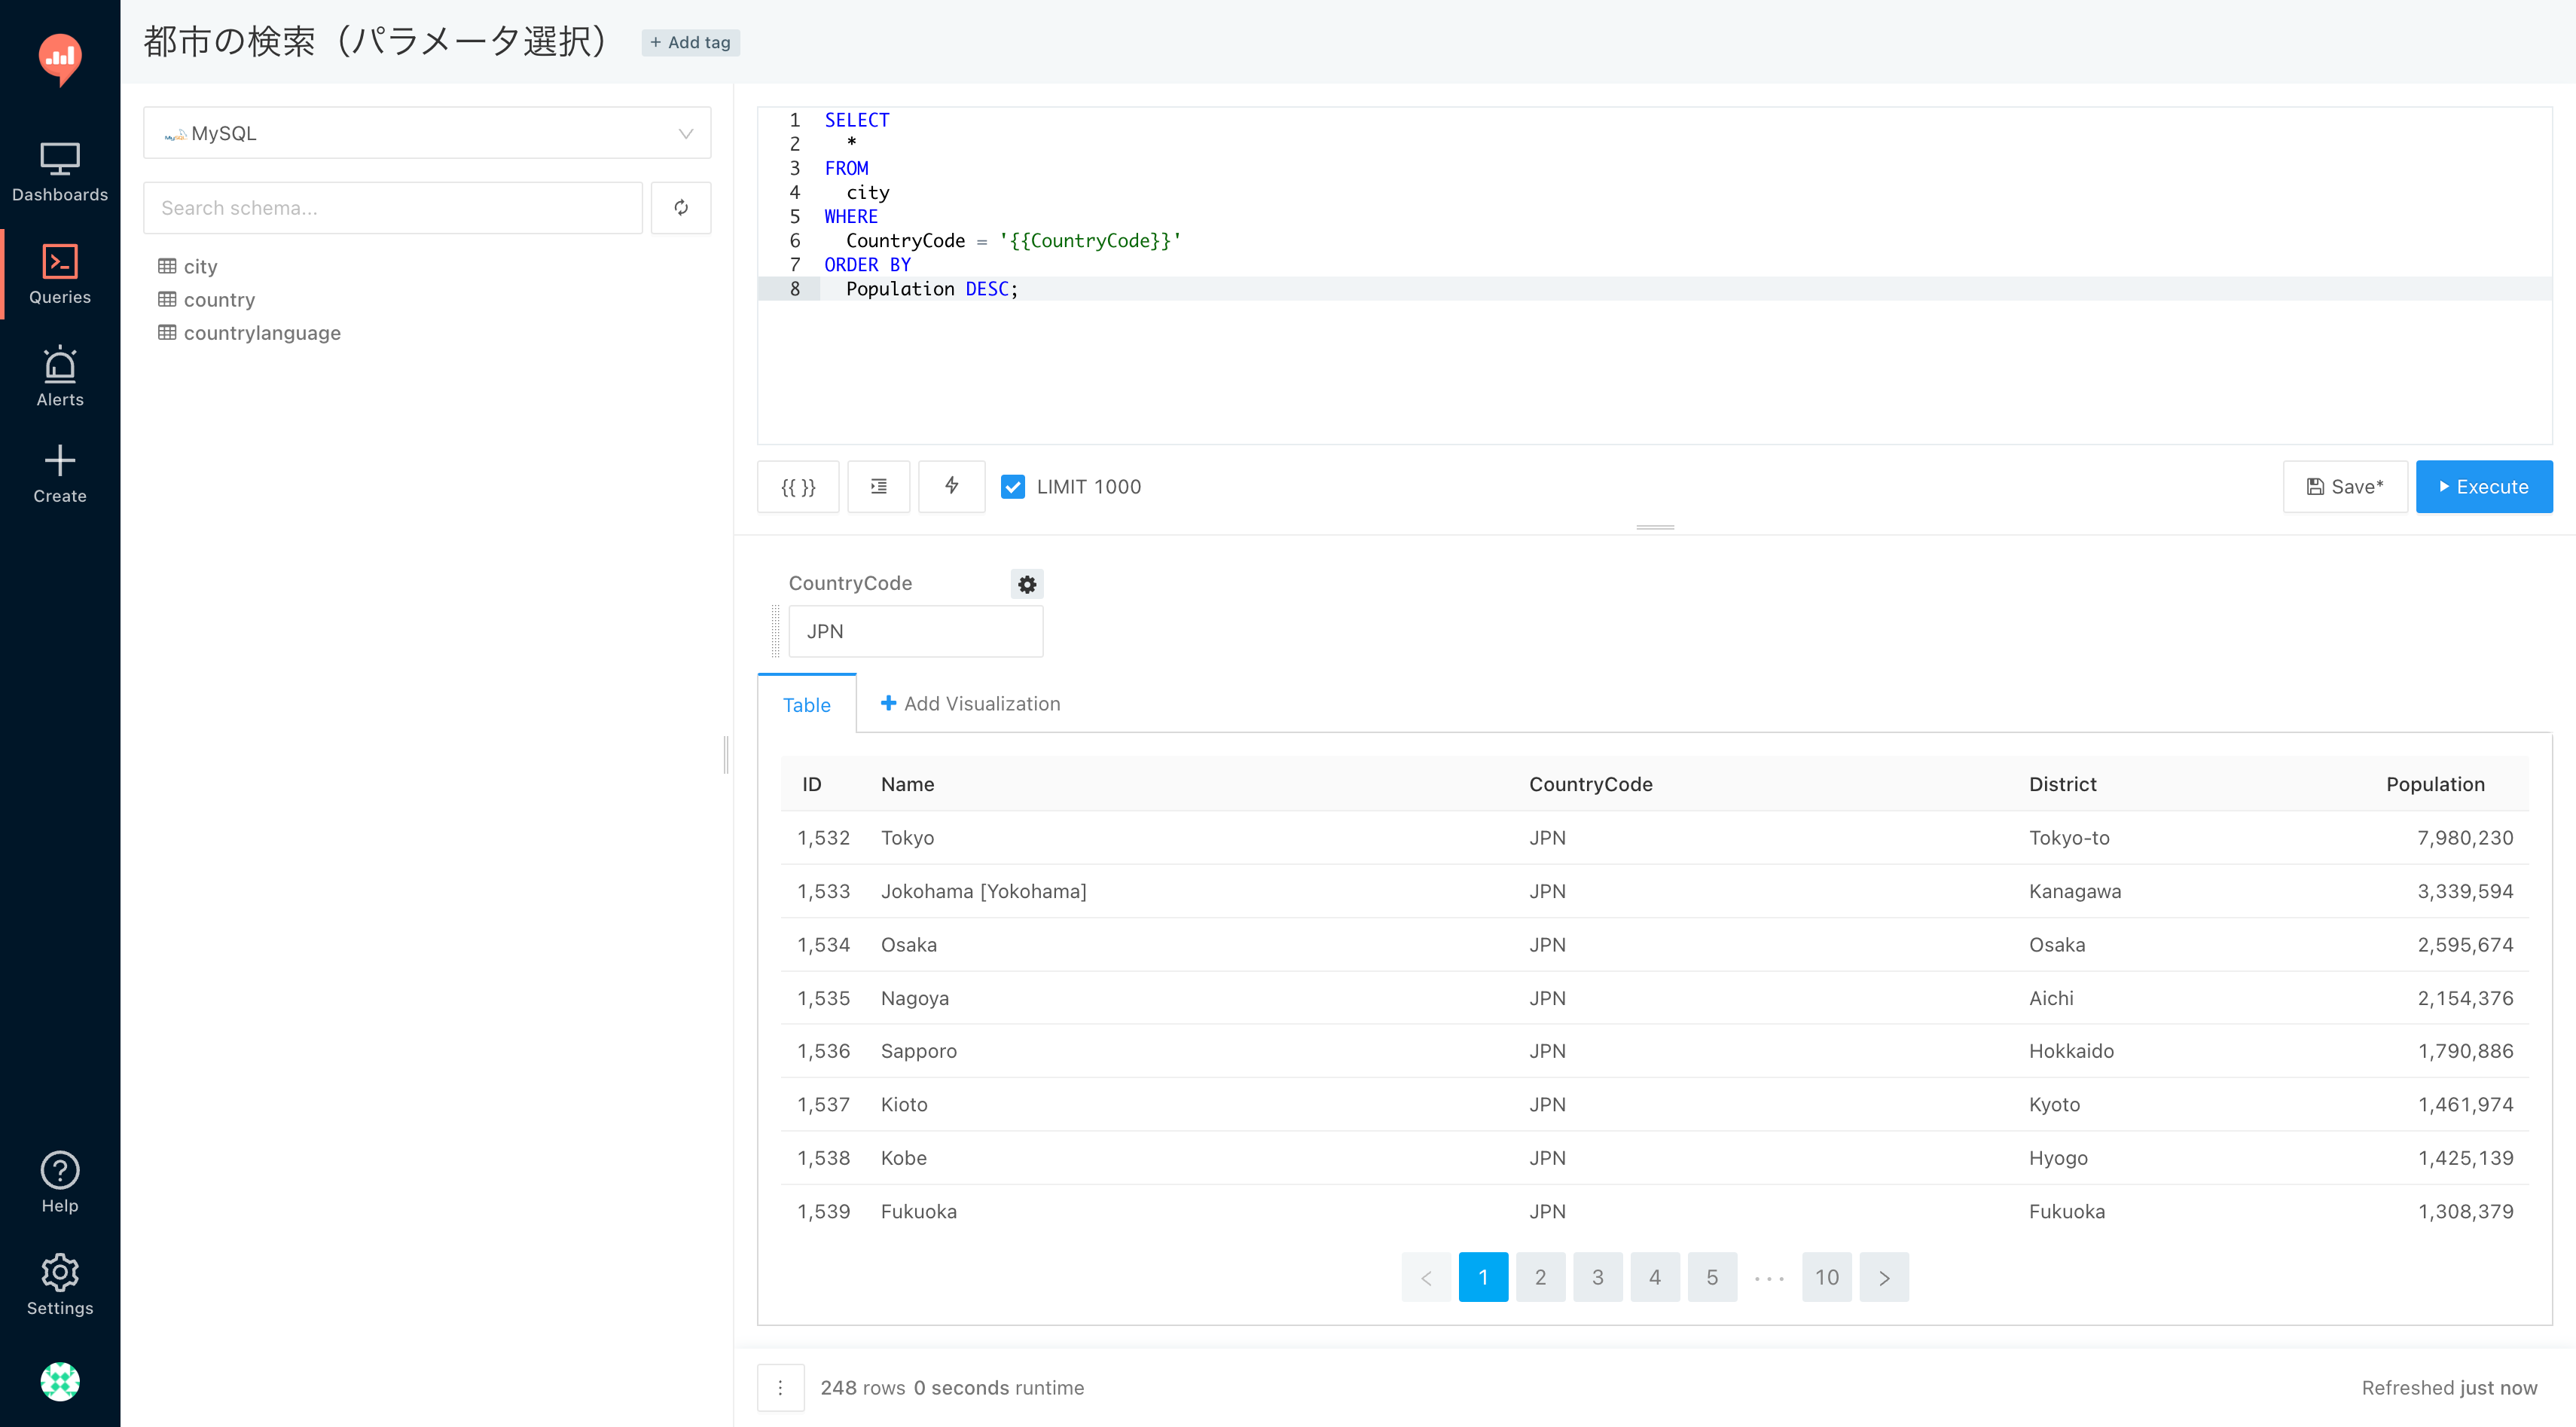 都市の検索（パラメータ選択）
+ Add tag
Dashboards
Queries
Alerts
Create
Help
Settings
MySQL
Search schema...
city
country
countrylanguage
1 SELECT
2 *
3 FROM
4 city
5 WHERE
6 CountryCode = '{{CountryCode}}'
7 ORDER BY
8 Population DESC;
{{ }}
LIMIT 1000
Save*
Execute
CountryCode
JPN
Table
Add Visualization
ID Name CountryCode District Population
1,532 Tokyo JPN Tokyo-to 7,980,230
1,533 Jokohama [Yokohama] JPN Kanagawa 3,339,594
1,534 Osaka JPN Osaka 2,595,674
1,535 Nagoya JPN Aichi 2,154,376
1,536 Sapporo JPN Hokkaido 1,790,886
1,537 Kioto JPN Kyoto 1,461,974
1,538 Kobe JPN Hyogo 1,425,139
1,539 Fukuoka JPN Fukuoka 1,308,379
< 1 2 3 4 5 ··· 10 >
248 rows 0 seconds runtime
Refreshed just now